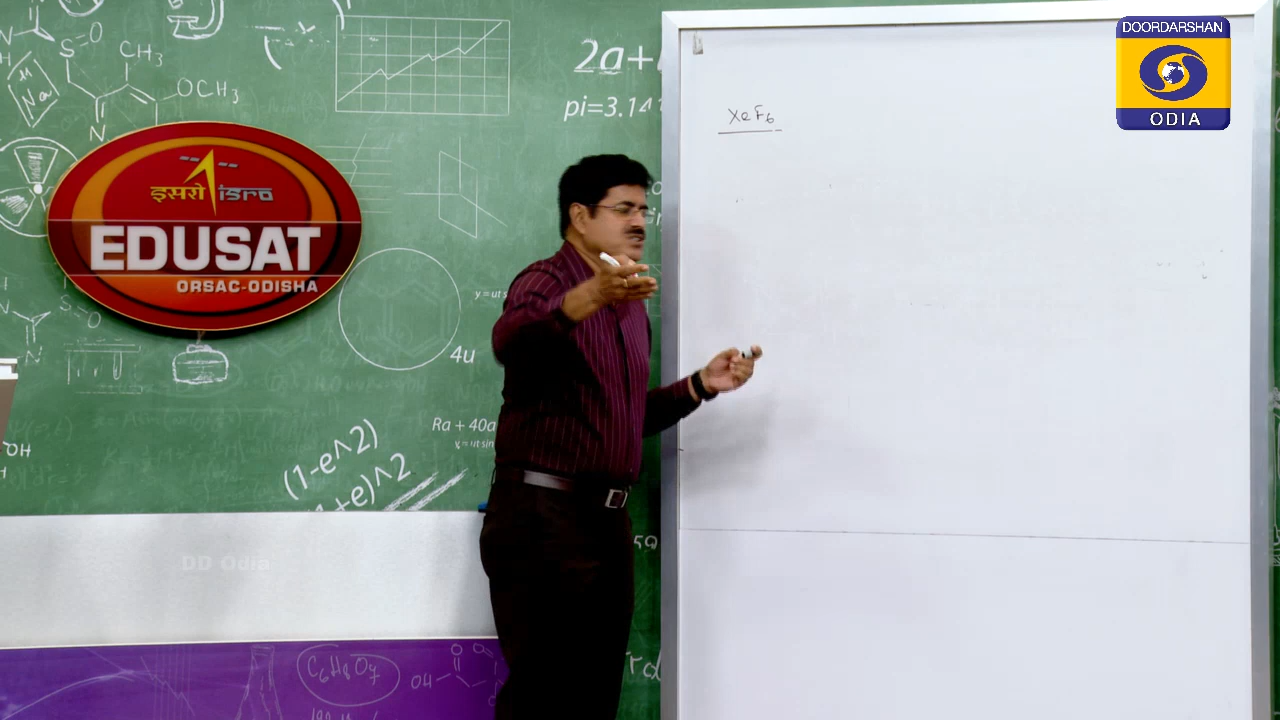 DOORDARSHAN
ODIA
XeF6
इसरो isro
EDUSAT
ORSAC-ODISHA
CH3
OCH3
S
O
N
2a+
pi=3.14
4u
Ra + 40a
(1-e^2)
+e)^2
DD Odia
C6H8O7
OH